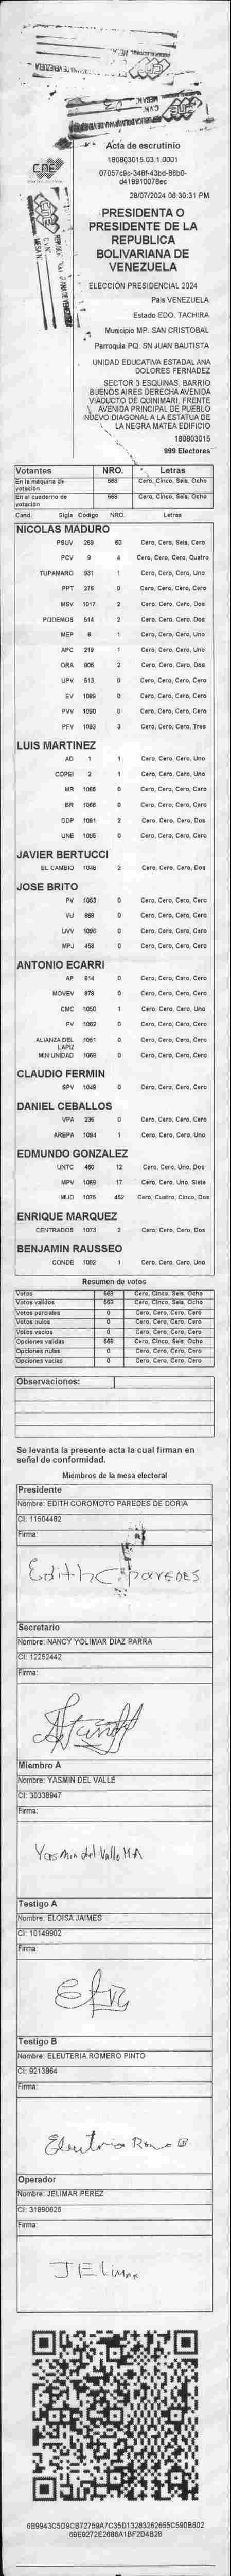 CNE
Acta de escrutinio
180803015.03.1.0001
07057c9c-348f-43bd-86b0-
d419910078ec
28/07/2024 06:30:31 PM
PRESIDENTA O
PRESIDENTE DE LA
REPUBLICA
BOLIVARIANA DE
VENEZUELA
ELECCIÓN PRESIDENCIAL 2024
País VENEZUELA
Estado EDO. TACHIRA
Municipio MP. SAN CRISTOBAL
Parroquia PQ. SN JUAN BAUTISTA
UNIDAD EDUCATIVA ESTADAL ANA
DOLORES FERNADEZ
SECTOR 3 ESQUINAS, BARRIO
BUENOS AIRES DERECHA AVENIDA
VIADUCTO DE QUINIMARI. FRENTE
AVENIDA PRINCIPAL DE PUEBLO
NUEVO DIAGONAL A LA ESTATUA DE
LA NEGRA MATEA EDIFICIO
180803015
999 Electores
Votantes NRO. Letras
En la máquina de votación 568 Cero, Cinco, Seis, Ocho
En el cuaderno de votación 568 Cero, Cinco, Seis, Ocho
Cand. Sigla Código NRO. Letras
NICOLAS MADURO
PSUV 269 60 Cero, Cero, Seis, Cero
PCV 9 4 Cero, Cero, Cero, Cuatro
TUPAMARO 931 1 Cero, Cero, Cero, Uno
PPT 276 0 Cero, Cero, Cero, Cero
MSV 1017 2 Cero, Cero, Cero, Dos
PODEMOS 514 2 Cero, Cero, Cero, Dos
MEP 6 1 Cero, Cero, Cero, Uno
APC 219 1 Cero, Cero, Cero, Uno
ORA 906 2 Cero, Cero, Cero, Dos
UPV 513 0 Cero, Cero, Cero, Cero
EV 1089 0 Cero, Cero, Cero, Cero
PVV 1090 0 Cero, Cero, Cero, Cero
PFV 1093 3 Cero, Cero, Cero, Tres
LUIS MARTINEZ
AD 1 1 Cero, Cero, Cero, Uno
COPEI 2 1 Cero, Cero, Cero, Uno
MR 1065 0 Cero, Cero, Cero, Cero
BR 1066 0 Cero, Cero, Cero, Cero
DDP 1091 2 Cero, Cero, Cero, Dos
UNE 1095 0 Cero, Cero, Cero, Cero
JAVIER BERTUCCI
EL CAMBIO 1048 2 Cero, Cero, Cero, Dos
JOSE BRITO
PV 1053 0 Cero, Cero, Cero, Cero
VU 869 0 Cero, Cero, Cero, Cero
UVV 1096 0 Cero, Cero, Cero, Cero
MPJ 458 0 Cero, Cero, Cero, Cero
ANTONIO ECARRI
AP 814 0 Cero, Cero, Cero, Cero
MOVEV 878 0 Cero, Cero, Cero, Cero
CMC 1050 1 Cero, Cero, Cero, Uno
FV 1062 0 Cero, Cero, Cero, Cero
ALIANZA DEL LAPIZ 1061 0 Cero, Cero, Cero, Cero
MIN UNIDAD 1068 0 Cero, Cero, Cero, Cero
CLAUDIO FERMIN
SPV 1049 0 Cero, Cero, Cero, Cero
DANIEL CEBALLOS
VPA 236 0 Cero, Cero, Cero, Cero
AREPA 1094 1 Cero, Cero, Cero, Uno
EDMUNDO GONZALEZ
UNTC 460 12 Cero, Cero, Uno, Dos
MPV 1069 17 Cero, Cero, Uno, Siete
MUD 1075 452 Cero, Cuatro, Cinco, Dos
ENRIQUE MARQUEZ
CENTRADOS 1073 2 Cero, Cero, Cero, Dos
BENJAMIN RAUSSEO
CONDE 1092 1 Cero, Cero, Cero, Uno
Resumen de votos
Votos 568 Cero, Cinco, Seis, Ocho
Votos validos 568 Cero, Cinco, Seis, Ocho
Votos parciales 0 Cero, Cero, Cero, Cero
Votos nulos 0 Cero, Cero, Cero, Cero
Votos vacios 0 Cero, Cero, Cero, Cero
Opciones validas 568 Cero, Cinco, Seis, Ocho
Opciones nulas 0 Cero, Cero, Cero, Cero
Opciones vacias 0 Cero, Cero, Cero, Cero
Observaciones:
Se levanta la presente acta la cual firman en
señal de conformidad.
Miembros de la mesa electoral
Presidente
Nombre: EDITH COROMOTO PAREDES DE DORIA
CI: 11504482
Firma:
Edith C Paredes
Secretario
Nombre: NANCY YOLIMAR DIAZ PARRA
CI: 12252442
Firma:
Miembro A
Nombre: YASMIN DEL VALLE
CI: 30338947
Firma:
Yasmin del Valle M.A
Testigo A
Nombre: ELOISA JAIMES
CI: 10149902
Firma:
Testigo B
Nombre: ELEUTERIA ROMERO PINTO
CI: 9213864
Firma:
Operador
Nombre: JELIMAR PEREZ
CI: 31890626
Firma:
JELimar
6B9943C5D9CB72759A7C35D13283262655C590B602
69E9272E2686A1BF2D4B28